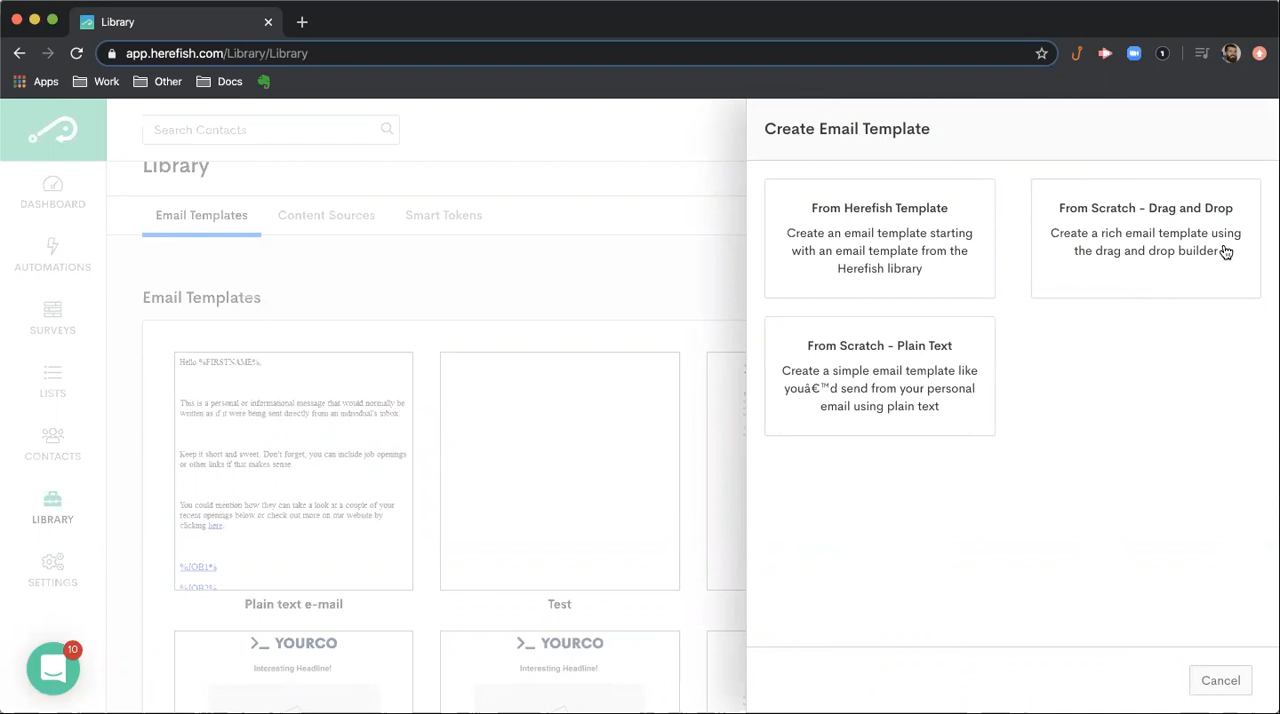 Library
app.herefish.com/Library/Library
Apps
Work
Other
Docs
Search Contacts
Library
Email Templates
Content Sources
Smart Tokens
DASHBOARD
AUTOMATIONS
SURVEYS
LISTS
CONTACTS
LIBRARY
SETTINGS
10
Email Templates
Hello %FIRSTNAME%,
This is a personal or informational message that would normally be
written as if it were being sent directly from an individual's inbox.
Keep it short and sweet. Don't forget, you can include job openings
or other links if this makes sense.
You could mention how they can take a look at a couple of your
recent openings below or check out more on our website by
clicking here.
%JOB1%
%JOB2%
Plain text e-mail
Test
>_ YOURCO
Interesting Headline!
>_ YOURCO
Interesting Headline!
Create Email Template
From Herefish Template
Create an email template starting
with an email template from the
Herefish library
From Scratch - Drag and Drop
Create a rich email template using
the drag and drop builder
From Scratch - Plain Text
Create a simple email template like
youâ€™d send from your personal
email using plain text
Cancel